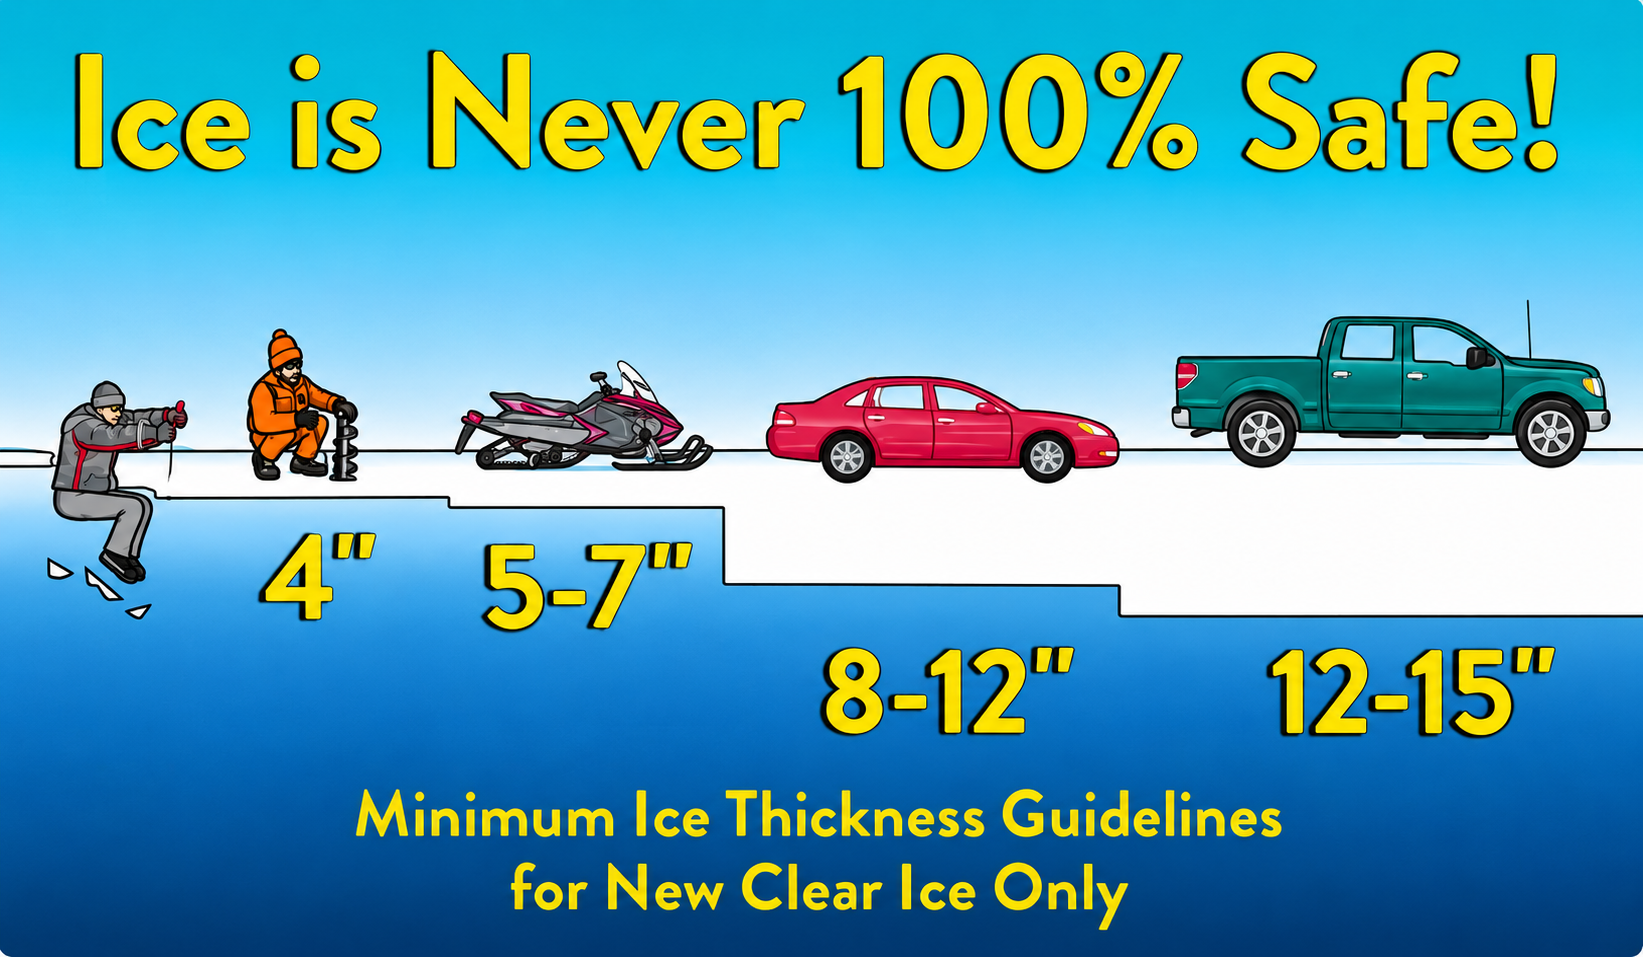 Ice is Never 100% Safe!
4"
5-7"
8-12"
12-15"
Minimum Ice Thickness Guidelines
for New Clear Ice Only